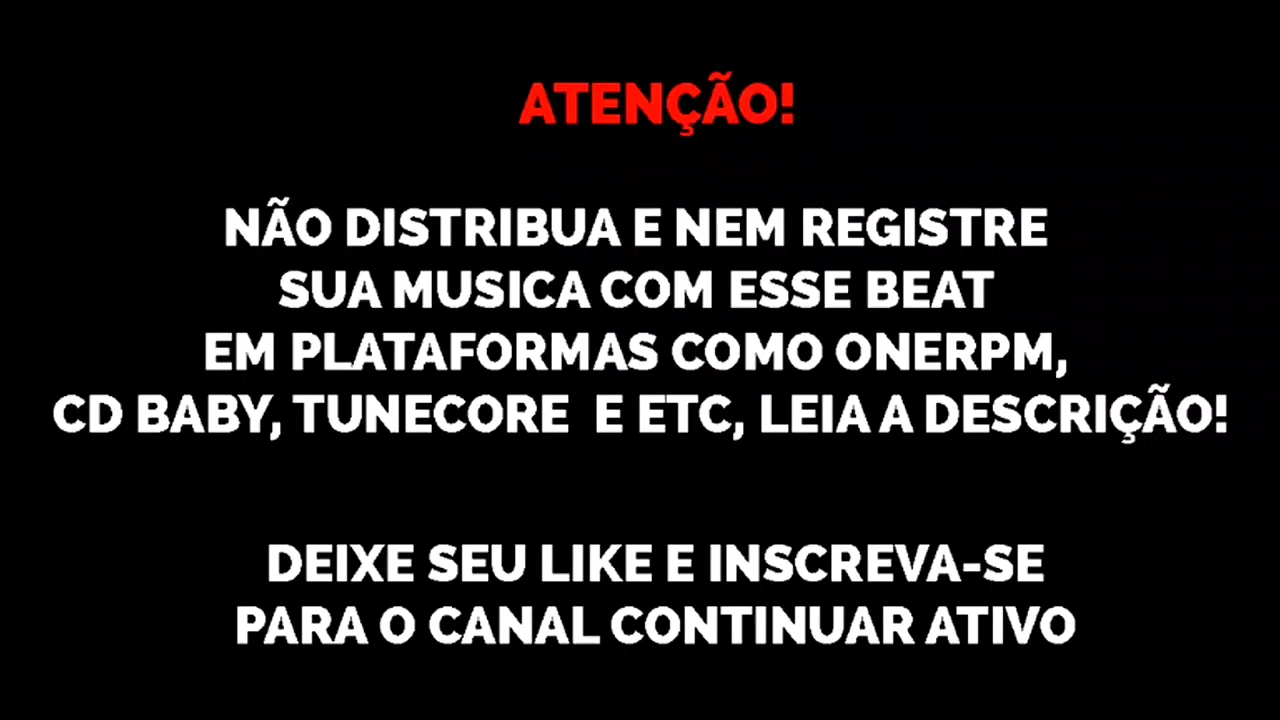 ATENÇÃO!
NÃO DISTRIBUA E NEM REGISTRE
SUA MUSICA COM ESSE BEAT
EM PLATAFORMAS COMO ONERPM,
CD BABY, TUNECORE E ETC, LEIA A DESCRIÇÃO!
DEIXE SEU LIKE E INSCREVA-SE
PARA O CANAL CONTINUAR ATIVO